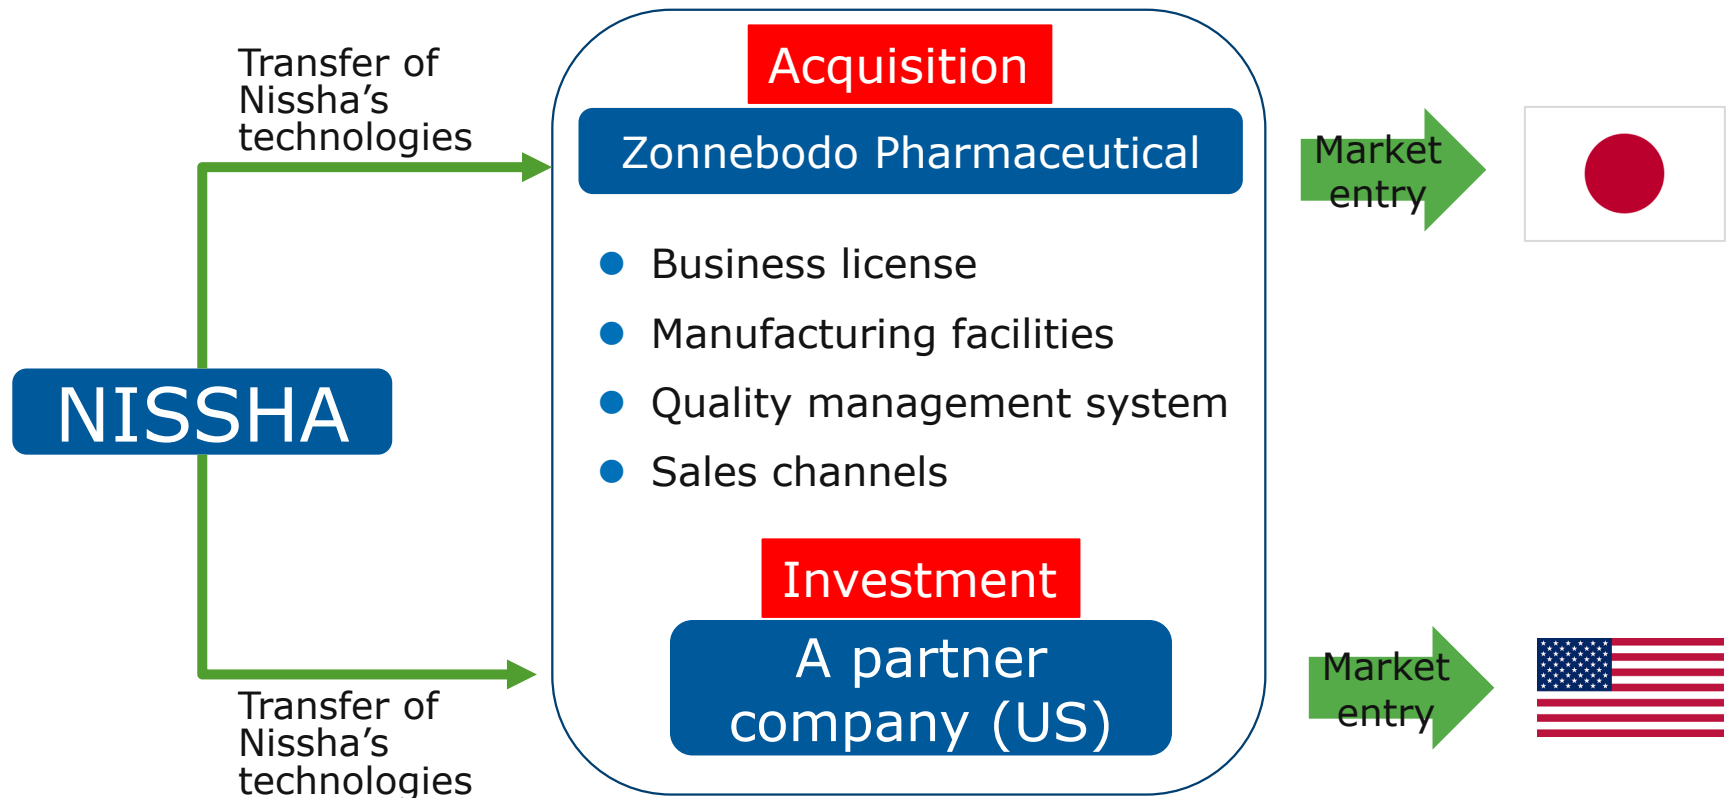 Transfer of
Nissha’s
technologies
Acquisition
Zonnebodo Pharmaceutical
Market
entry
Business license
Manufacturing facilities
Quality management system
Sales channels
NISSHA
Investment
A partner
company (US)
Market
entry
Transfer of
Nissha’s
technologies